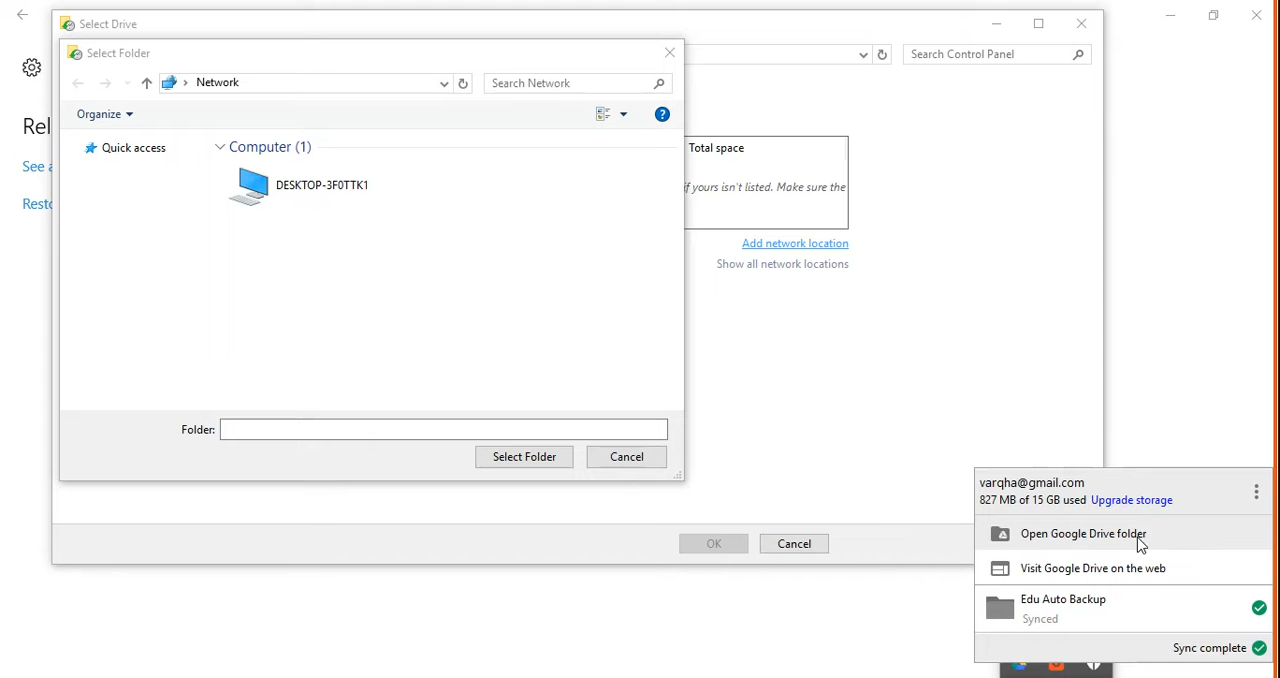 Select Drive
Select Folder
Network
Search Network
Search Control Panel
Organize
Quick access
Computer (1)
DESKTOP-3F0TTK1
Total space
if yours isn't listed. Make sure the
Add network location
Show all network locations
Rel
See a
Resto
Folder:
Select Folder
Cancel
OK
Cancel
varqha@gmail.com
827 MB of 15 GB used Upgrade storage
Open Google Drive folder
Visit Google Drive on the web
Edu Auto Backup
Synced
Sync complete